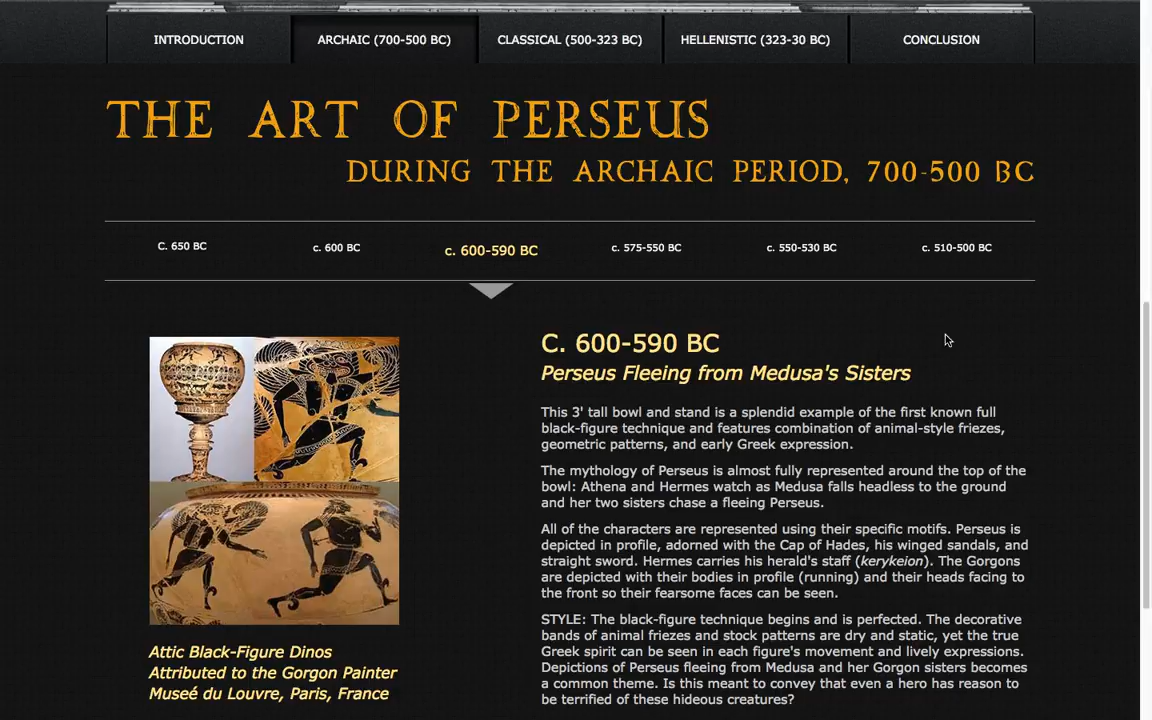 INTRODUCTION
ARCHAIC (700-500 BC)
CLASSICAL (500-323 BC)
HELLENISTIC (323-30 BC)
CONCLUSION
THE ART OF PERSEUS
DURING THE ARCHAIC PERIOD, 700-500 BC
C. 650 BC
c. 600 BC
c. 600-590 BC
c. 575-550 BC
c. 550-530 BC
c. 510-500 BC
Attic Black-Figure Dinos
Attributed to the Gorgon Painter
Museé du Louvre, Paris, France
C. 600-590 BC
Perseus Fleeing from Medusa's Sisters
This 3' tall bowl and stand is a splendid example of the first known full
black-figure technique and features combination of animal-style friezes,
geometric patterns, and early Greek expression.
The mythology of Perseus is almost fully represented around the top of the
bowl: Athena and Hermes watch as Medusa falls headless to the ground
and her two sisters chase a fleeing Perseus.
All of the characters are represented using their specific motifs. Perseus is
depicted in profile, adorned with the Cap of Hades, his winged sandals, and
straight sword. Hermes carries his herald's staff (kerykeion). The Gorgons
are depicted with their bodies in profile (running) and their heads facing to
the front so their fearsome faces can be seen.
STYLE: The black-figure technique begins and is perfected. The decorative
bands of animal friezes and stock patterns are dry and static, yet the true
Greek spirit can be seen in each figure's movement and lively expressions.
Depictions of Perseus fleeing from Medusa and her Gorgon sisters becomes
a common theme. Is this meant to convey that even a hero has reason to
be terrified of these hideous creatures?